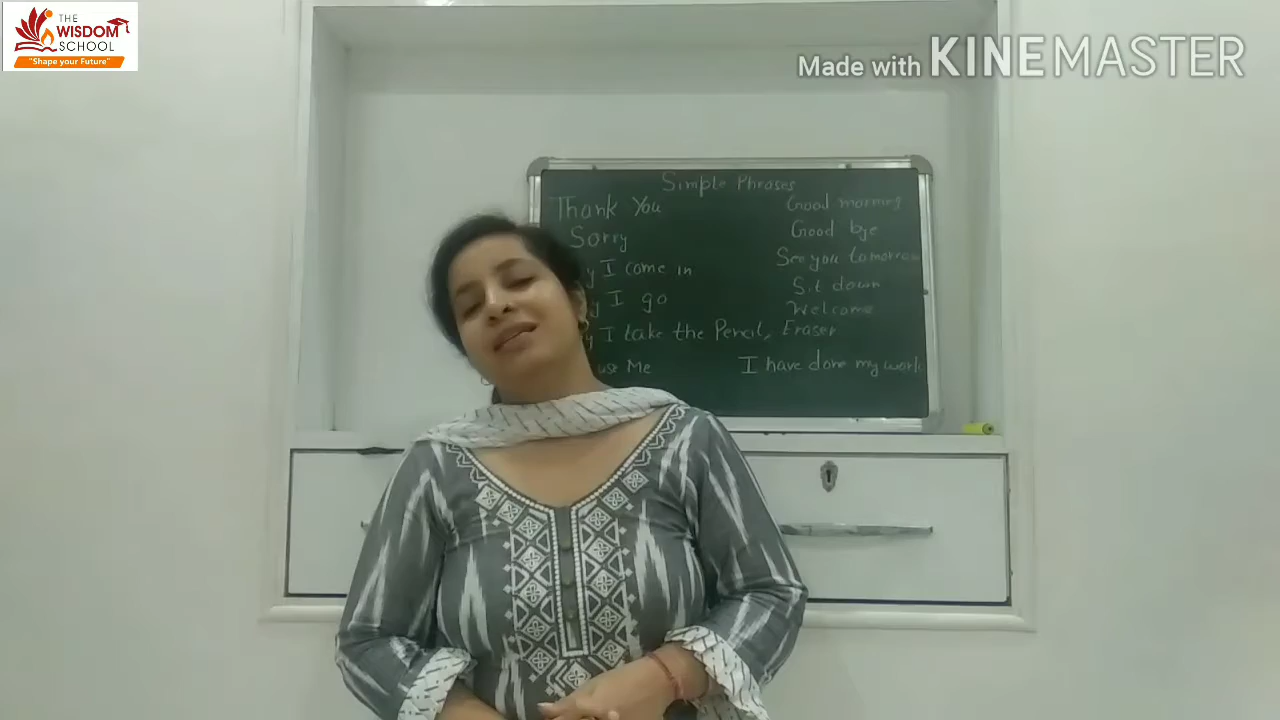 THE
WISDOM
SCHOOL
"Shape your Future"
Made with KINEMASTER
Simple Phrases
Thank You
Sorry
y I come in
y I go
y I take the Pencil, Eraser
use Me
Good morning
Good bye
See you tomorrow
Sit down
Welcome
I have done my work